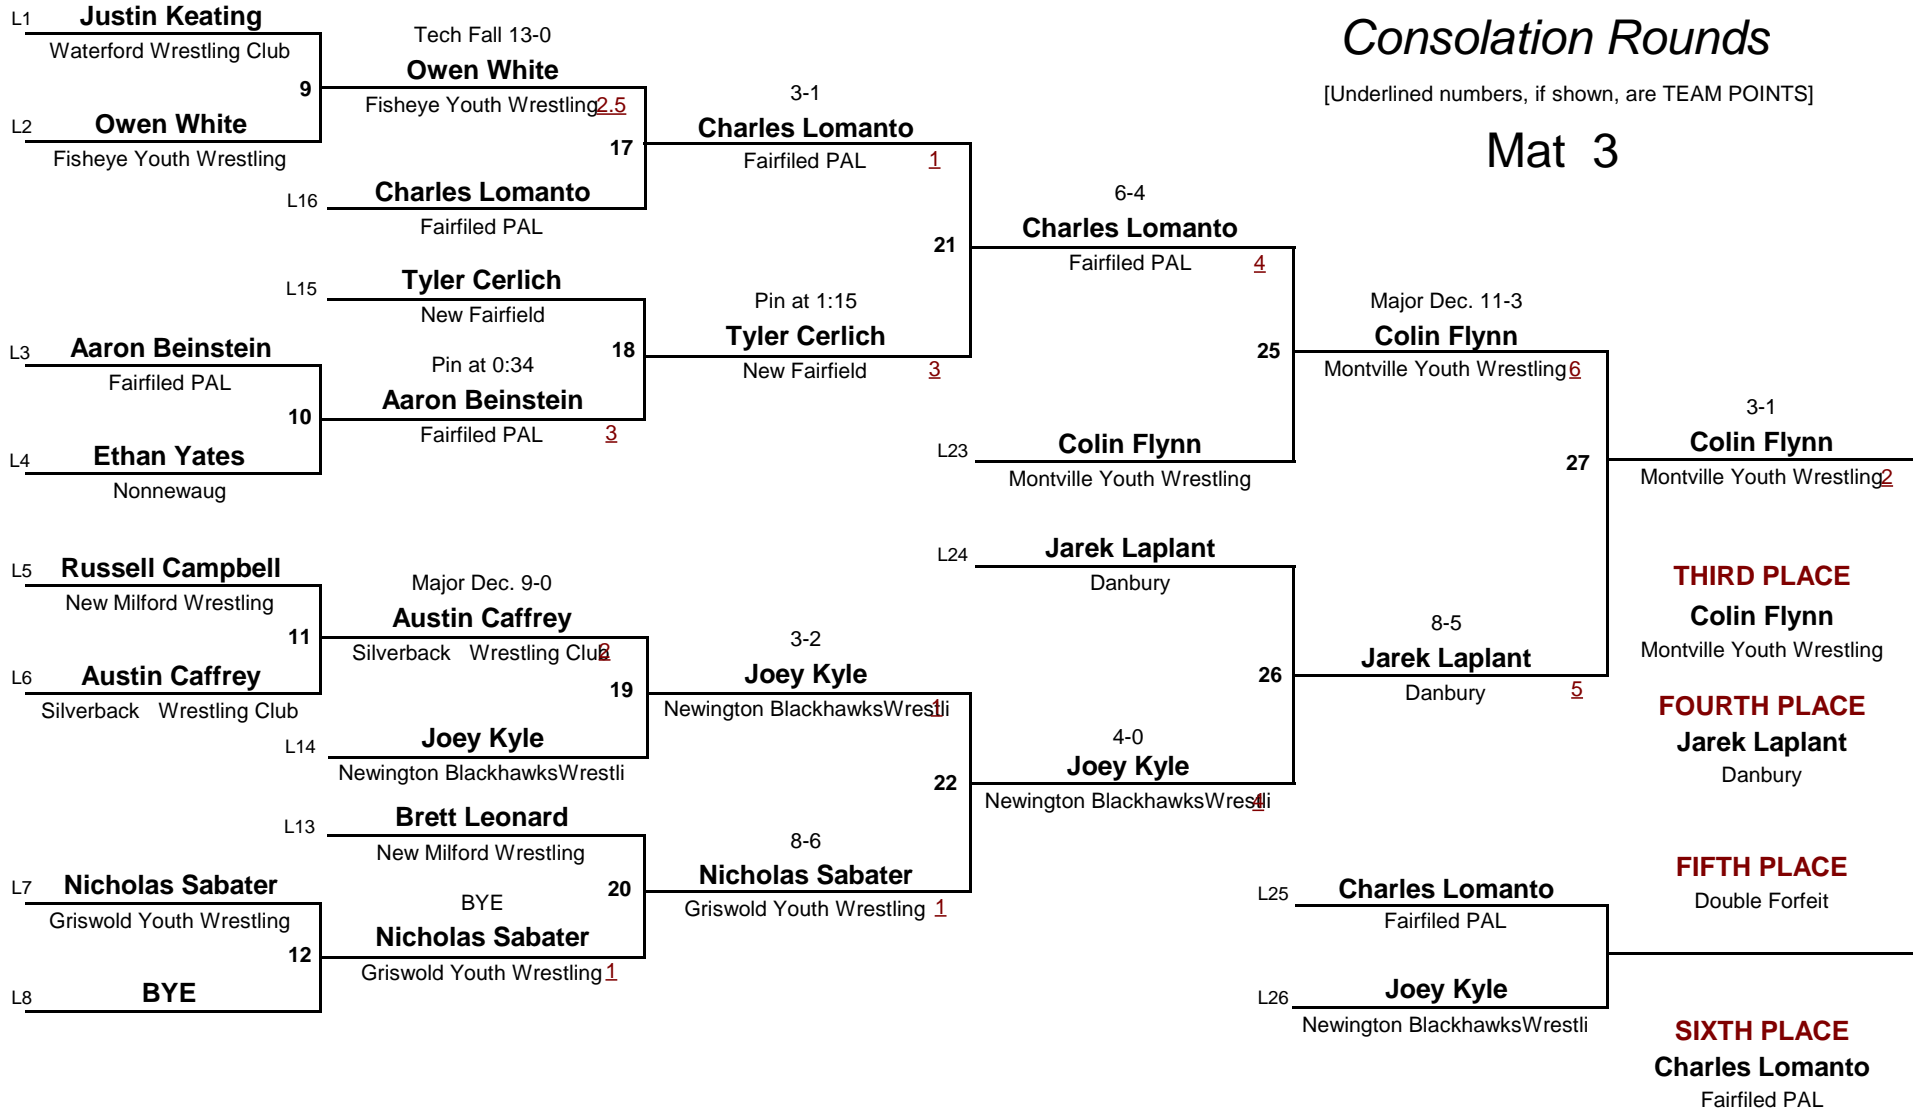 Consolation Rounds
[Underlined numbers, if shown, are TEAM POINTS]
Mat 3
L1 Justin Keating
Waterford Wrestling Club
9
L2 Owen White
Fisheye Youth Wrestling
L3 Aaron Beinstein
Fairfiled PAL
10
L4 Ethan Yates
Nonnewaug
L5 Russell Campbell
New Milford Wrestling
11
L6 Austin Caffrey
Silverback Wrestling Club
L7 Nicholas Sabater
Griswold Youth Wrestling
12
L8 BYE
Tech Fall 13-0
Owen White
Fisheye Youth Wrestling 2.5
17
L16 Charles Lomanto
Fairfiled PAL
L15 Tyler Cerlich
New Fairfield
18
Pin at 0:34
Aaron Beinstein
Fairfiled PAL 3
Major Dec. 9-0
Austin Caffrey
Silverback Wrestling Club 2
19
L14 Joey Kyle
Newington BlackhawksWrestli
L13 Brett Leonard
New Milford Wrestling
20
BYE
Nicholas Sabater
Griswold Youth Wrestling 1
3-1
Charles Lomanto
Fairfiled PAL 1
21
Pin at 1:15
Tyler Cerlich
New Fairfield 3
3-2
Joey Kyle
Newington BlackhawksWrestli 1
22
8-6
Nicholas Sabater
Griswold Youth Wrestling 1
6-4
Charles Lomanto
Fairfiled PAL 4
25
L23 Colin Flynn
Montville Youth Wrestling
L24 Jarek Laplant
Danbury
26
4-0
Joey Kyle
Newington BlackhawksWrestli 4
Major Dec. 11-3
Colin Flynn
Montville Youth Wrestling 6
27
8-5
Jarek Laplant
Danbury 5
3-1
Colin Flynn
Montville Youth Wrestling 2
THIRD PLACE
Colin Flynn
Montville Youth Wrestling
FOURTH PLACE
Jarek Laplant
Danbury
L25 Charles Lomanto
Fairfiled PAL
L26 Joey Kyle
Newington BlackhawksWrestli
FIFTH PLACE
Double Forfeit
SIXTH PLACE
Charles Lomanto
Fairfiled PAL